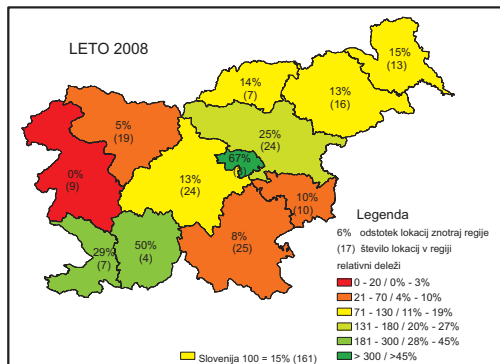 LETO 2008
15%
(13)
14%
(7)
13%
(16)
5%
(19)
25%
(24)
67%
0%
(9)
13%
(24)
10%
(10)
29%
(7)
50%
(4)
8%
(25)
Legenda
6% odstotek lokacij znotraj regije
(17) število lokacij v regiji
relativni deleži
0 - 20 / 0% - 3%
21 - 70 / 4% - 10%
71 - 130 / 11% - 19%
131 - 180 / 20% - 27%
181 - 300 / 28% - 45%
> 300 / >45%
Slovenija 100 = 15% (161)